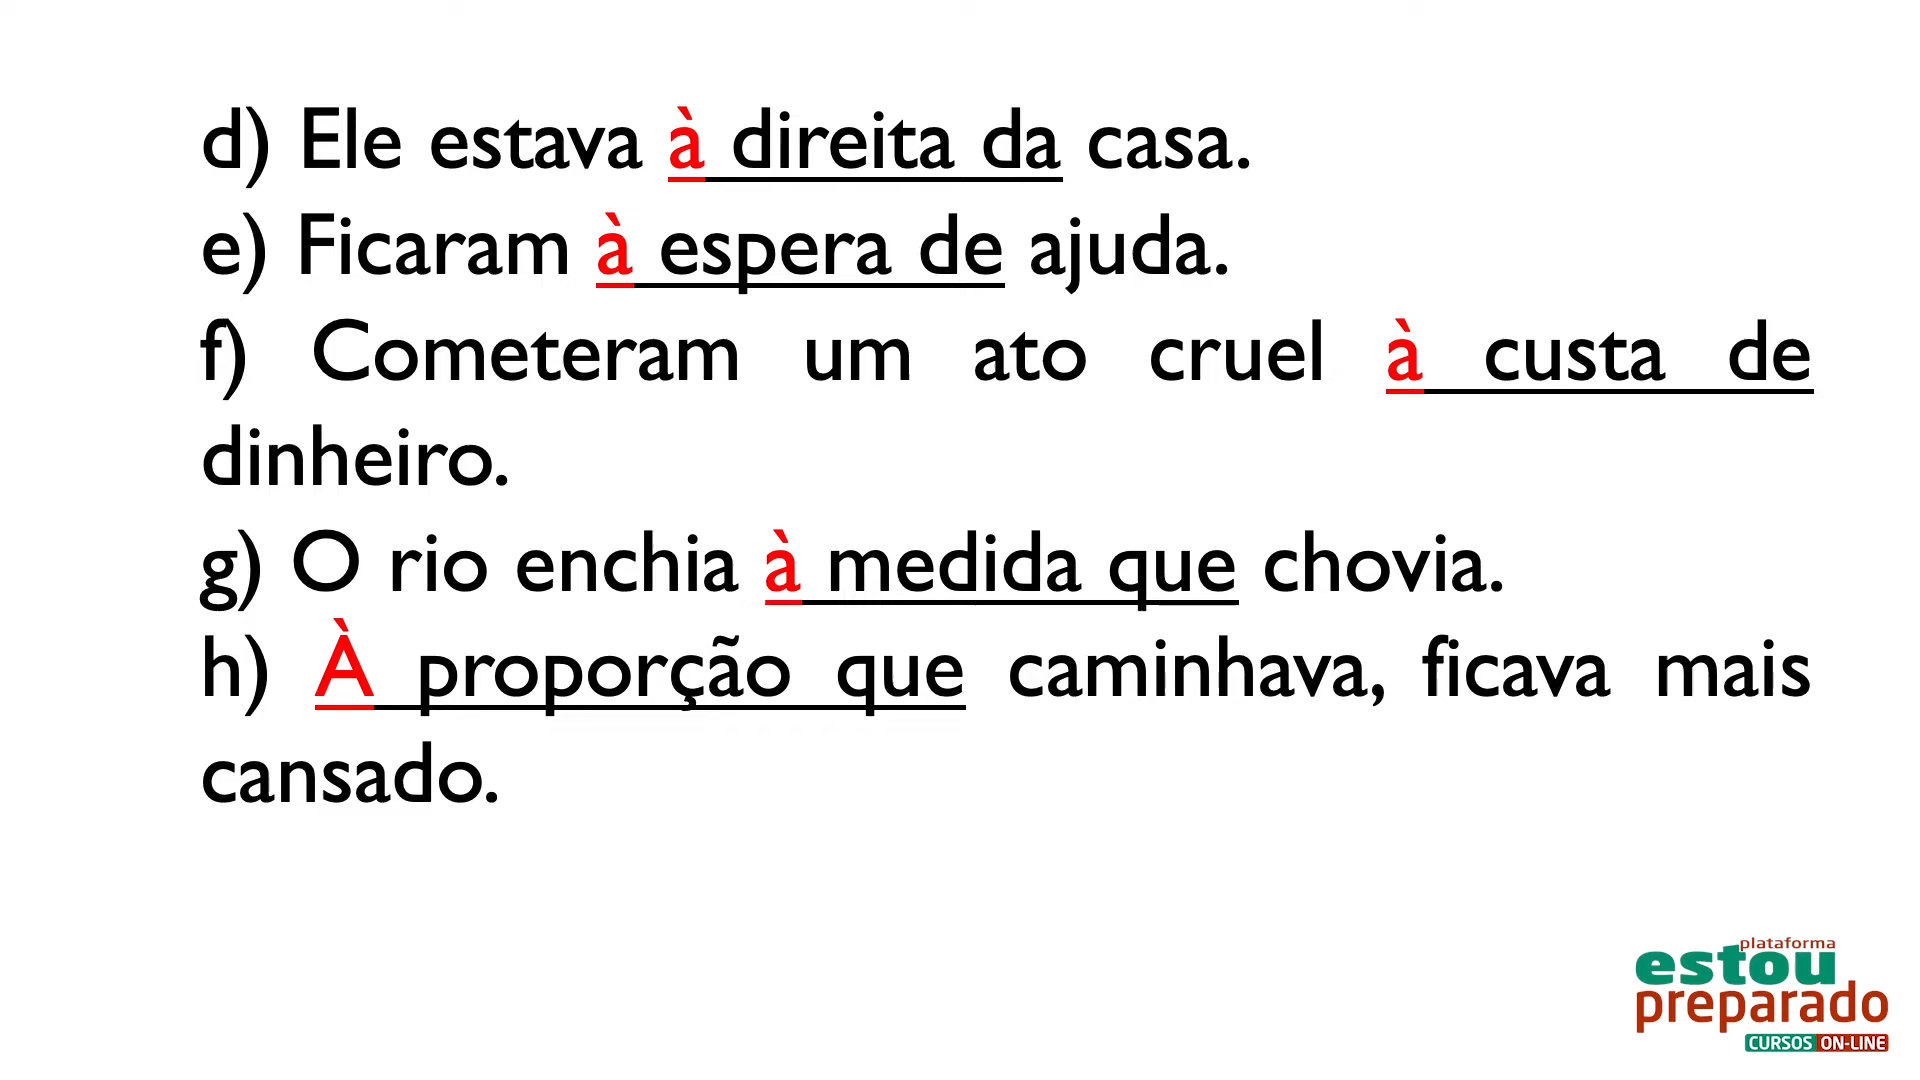 d) Ele estava à direita da casa.
e) Ficaram à espera de ajuda.
f) Cometeram um ato cruel à custa de
dinheiro.
g) O rio enchia à medida que chovia.
h) À proporção que caminhava, ficava mais
cansado.
plataforma
estou
preparado
CURSOS ON-LINE